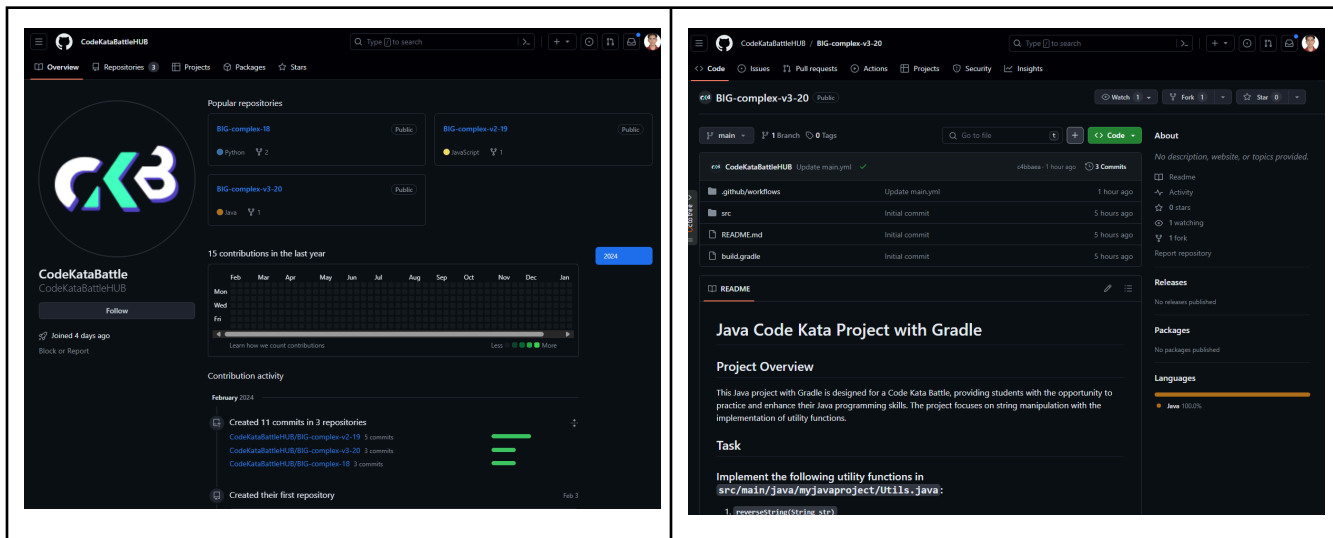 CodeKataBattleHUB
Type / to search
Overview
Repositories 3
Projects
Packages
Stars
CKB
CodeKataBattle
CodeKataBattleHUB
Follow
Joined 4 days ago
Block or Report
Popular repositories
BIG-complex-18
Public
Python
2
BIG-complex-v2-19
Public
JavaScript
1
BIG-complex-v3-20
Public
Java
1
15 contributions in the last year
2024
Feb Mar Apr May Jun Jul Aug Sep Oct Nov Dec Jan
Mon
Wed
Fri
Learn how we count contributions
Less
More
Contribution activity
February 2024
Created 11 commits in 3 repositories
CodeKataBattleHUB/BIG-complex-v2-19 5 commits
CodeKataBattleHUB/BIG-complex-v3-20 3 commits
CodeKataBattleHUB/BIG-complex-18 3 commits
Created their first repository
Feb 3
CodeKataBattleHUB / BIG-complex-v3-20
Type / to search
Code
Issues
Pull requests
Actions
Projects
Security
Insights
BIG-complex-v3-20
Public
Watch 1
Fork 1
Star 0
main
1 Branch
0 Tags
Go to file
t
Code
CodeKataBattleHUB Update main.yml
c4bbaea · 1 hour ago
3 Commits
.github/workflows
Update main.yml
1 hour ago
src
Initial commit
5 hours ago
README.md
Initial commit
5 hours ago
build.gradle
Initial commit
5 hours ago
README
Java Code Kata Project with Gradle
Project Overview
This Java project with Gradle is designed for a Code Kata Battle, providing students with the opportunity to
practice and enhance their Java programming skills. The project focuses on string manipulation with the
implementation of utility functions.
Task
Implement the following utility functions in
src/main/java/myjavaproject/Utils.java:
1. reverseString(String str)
About
No description, website, or topics provided.
Readme
Activity
0 stars
1 watching
1 fork
Report repository
Releases
No releases published
Packages
No packages published
Languages
Java 100.0%